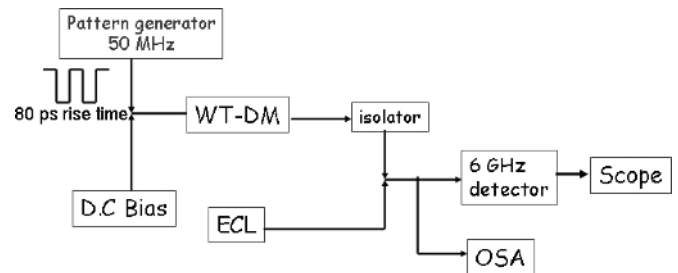 Pattern generator
50 MHz
80 ps rise time
WT-DM
isolator
6 GHz
detector
Scope
D.C Bias
ECL
OSA